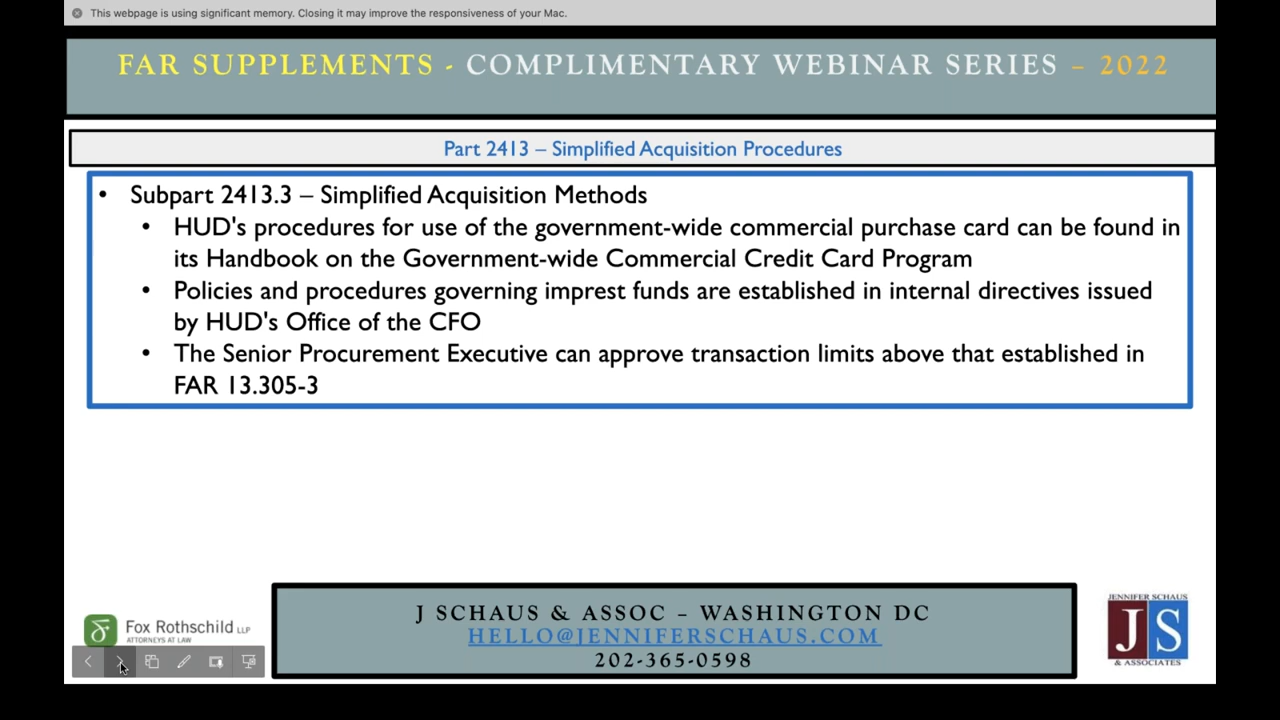 This webpage is using significant memory. Closing it may improve the responsiveness of your Mac.
FAR SUPPLEMENTS - COMPLIMENTARY WEBINAR SERIES – 2022
Part 2413 – Simplified Acquisition Procedures
• Subpart 2413.3 – Simplified Acquisition Methods
• HUD's procedures for use of the government-wide commercial purchase card can be found in
its Handbook on the Government-wide Commercial Credit Card Program
• Policies and procedures governing imprest funds are established in internal directives issued
by HUD's Office of the CFO
• The Senior Procurement Executive can approve transaction limits above that established in
FAR 13.305-3
Fox Rothschild LLP
ATTORNEYS AT LAW
J SCHAUS & ASSOC – WASHINGTON DC
HELLO@JENNIFERSCHAUS.COM
202-365-0598
JENNIFER SCHAUS
JS
& ASSOCIATES